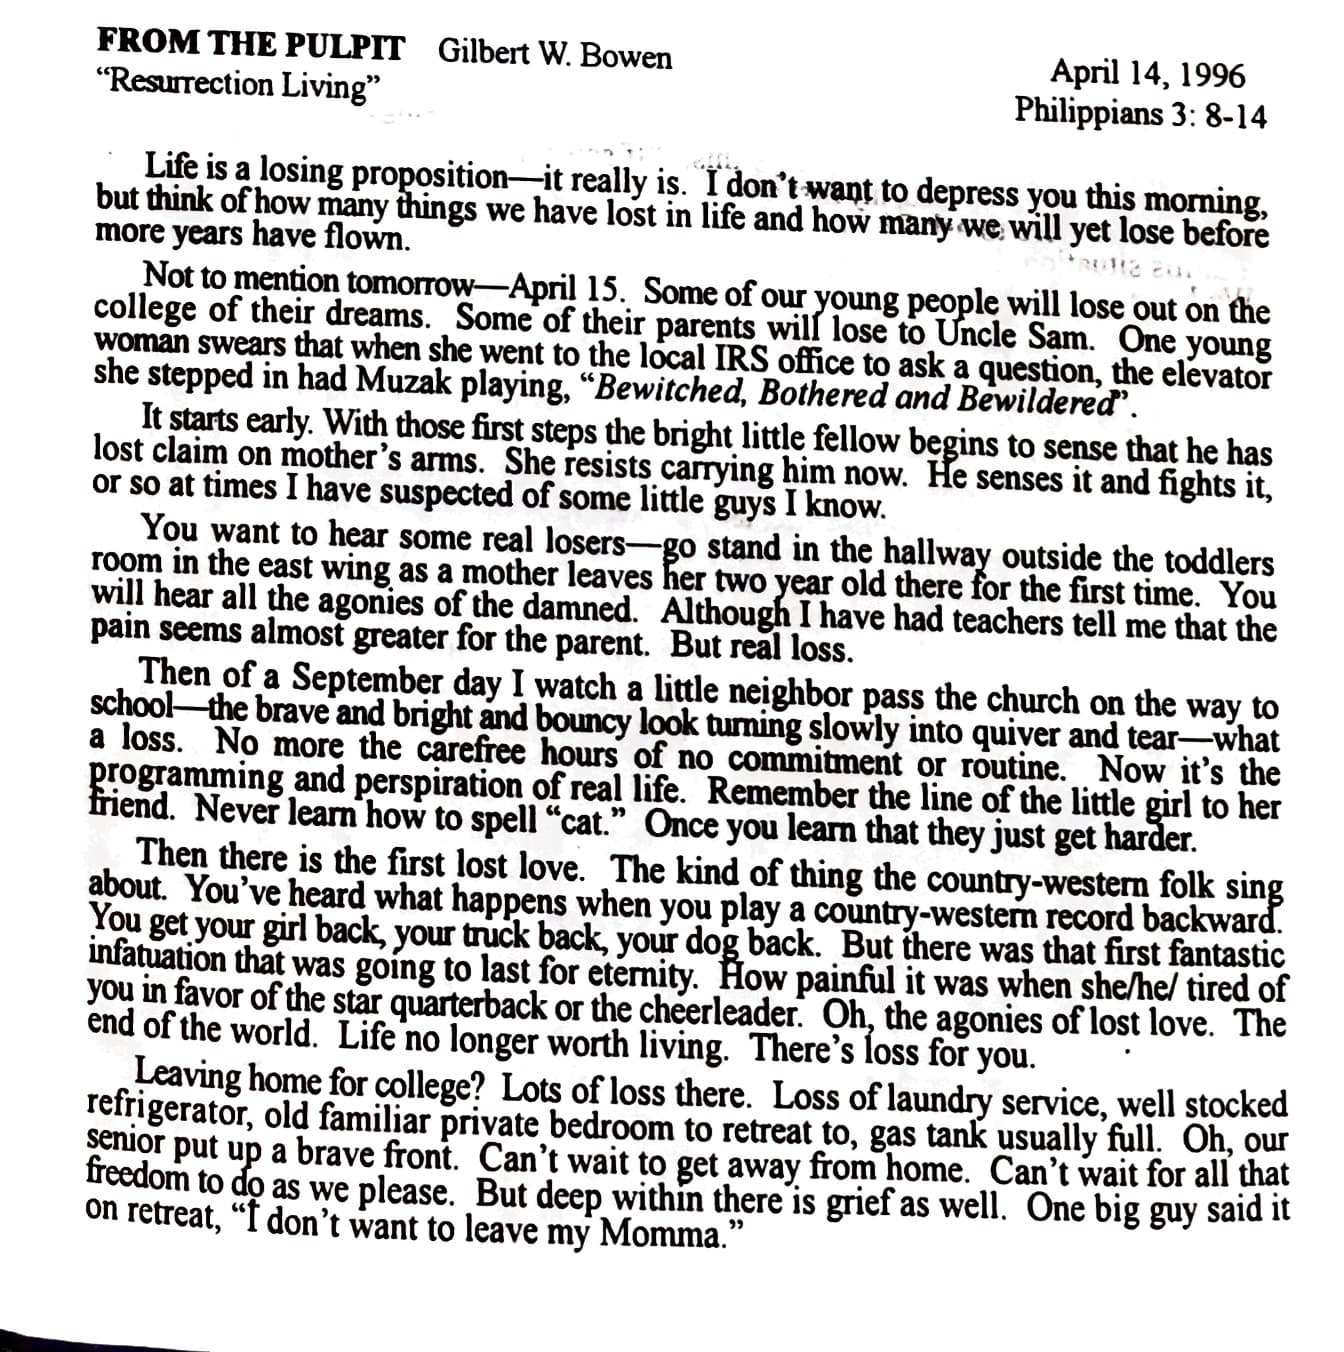 FROM THE PULPIT Gilbert W. Bowen
April 14, 1996
"Resurrection Living"
Philippians 3: 8-14
Life is a losing proposition—it really is. I don't want to depress you this morning,
but think of how many things we have lost in life and how many we will yet lose before
more years have flown.
Not to mention tomorrow—April 15. Some of our young people will lose out on the
college of their dreams. Some of their parents will lose to Uncle Sam. One young
woman swears that when she went to the local IRS office to ask a question, the elevator
she stepped in had Muzak playing, "Bewitched, Bothered and Bewildered".
It starts early. With those first steps the bright little fellow begins to sense that he has
lost claim on mother's arms. She resists carrying him now. He senses it and fights it,
or so at times I have suspected of some little guys I know.
You want to hear some real losers—go stand in the hallway outside the toddlers
room in the east wing as a mother leaves her two year old there for the first time. You
will hear all the agonies of the damned. Although I have had teachers tell me that the
pain seems almost greater for the parent. But real loss.
Then of a September day I watch a little neighbor pass the church on the way to
school—the brave and bright and bouncy look turning slowly into quiver and tear—what
a loss. No more the carefree hours of no commitment or routine. Now it's the
programming and perspiration of real life. Remember the line of the little girl to her
friend. Never learn how to spell "cat." Once you learn that they just get harder.
Then there is the first lost love. The kind of thing the country-western folk sing
about. You've heard what happens when you play a country-western record backward.
You get your girl back, your truck back, your dog back. But there was that first fantastic
infatuation that was going to last for eternity. How painful it was when she/he/ tired of
you in favor of the star quarterback or the cheerleader. Oh, the agonies of lost love. The
end of the world. Life no longer worth living. There's loss for you.
Leaving home for college? Lots of loss there. Loss of laundry service, well stocked
refrigerator, old familiar private bedroom to retreat to, gas tank usually full. Oh, our
senior put up a brave front. Can't wait to get away from home. Can't wait for all that
freedom to do as we please. But deep within there is grief as well. One big guy said it
on retreat, "I don't want to leave my Momma."